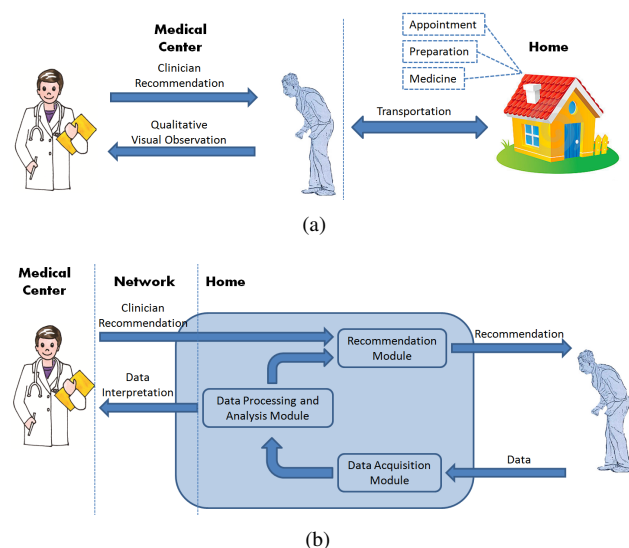 Medical
Center
Clinician
Recommendation
Qualitative
Visual Observation
Transportation
Appointment
Preparation
Medicine
Home
(a)
Medical
Center
Network
Home
Clinician
Recommendation
Data
Interpretation
Recommendation
Module
Recommendation
Data Processing and
Analysis Module
Data Acquisition
Module
Data
(b)